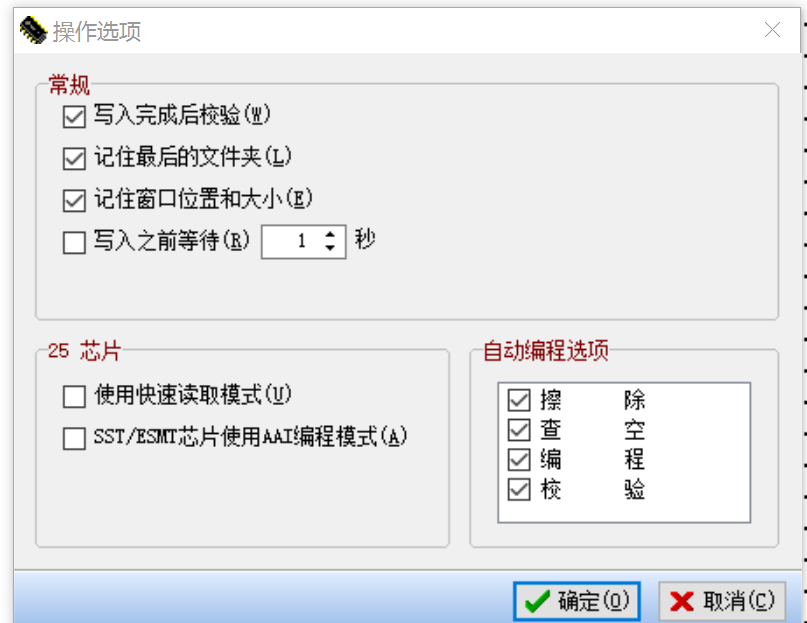 操作选项
常规
写入完成后校验(W)
记住最后的文件夹(L)
记住窗口位置和大小(E)
写入之前等待(R) 1 秒
25 芯片
使用快速读取模式(U)
SST/ESMT芯片使用AAI编程模式(A)
自动编程选项
擦 除
查 空
编 程
校 验
确定(O) 取消(C)